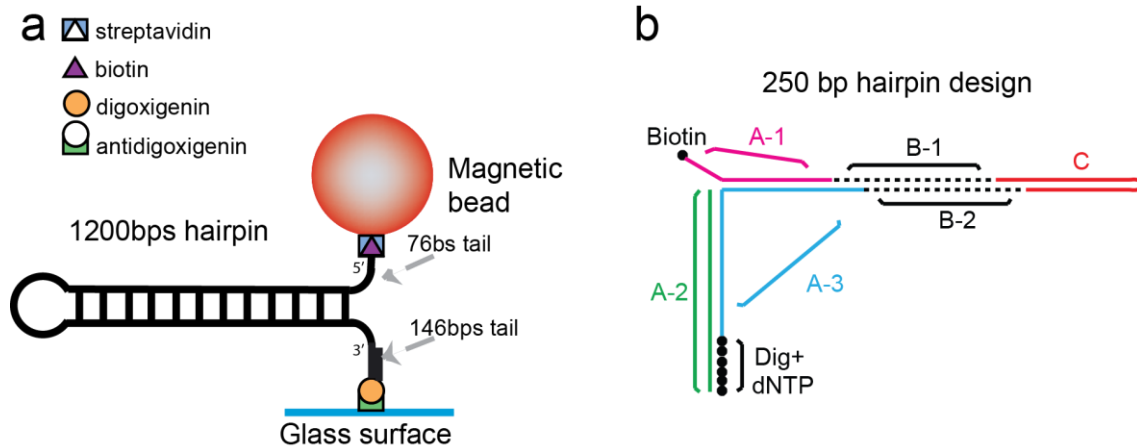 a
streptavidin
biotin
digoxigenin
antidigoxigenin
Magnetic
bead
1200bps hairpin
76bs tail
5'
146bps tail
3'
Glass surface
b
250 bp hairpin design
Biotin
A-1
B-1
C
B-2
A-2
A-3
Dig+
dNTP